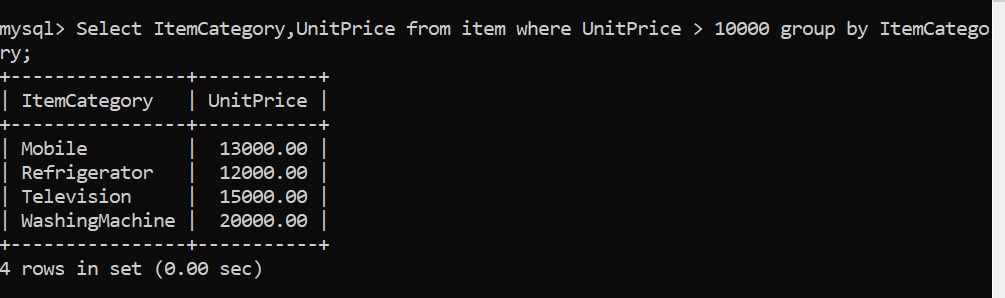 mysql> Select ItemCategory,UnitPrice from item where UnitPrice > 10000 group by ItemCatego
ry;
+----------------+-----------+
| ItemCategory   | UnitPrice |
+----------------+-----------+
| Mobile         |  13000.00 |
| Refrigerator   |  12000.00 |
| Television     |  15000.00 |
| WashingMachine |  20000.00 |
+----------------+-----------+
4 rows in set (0.00 sec)